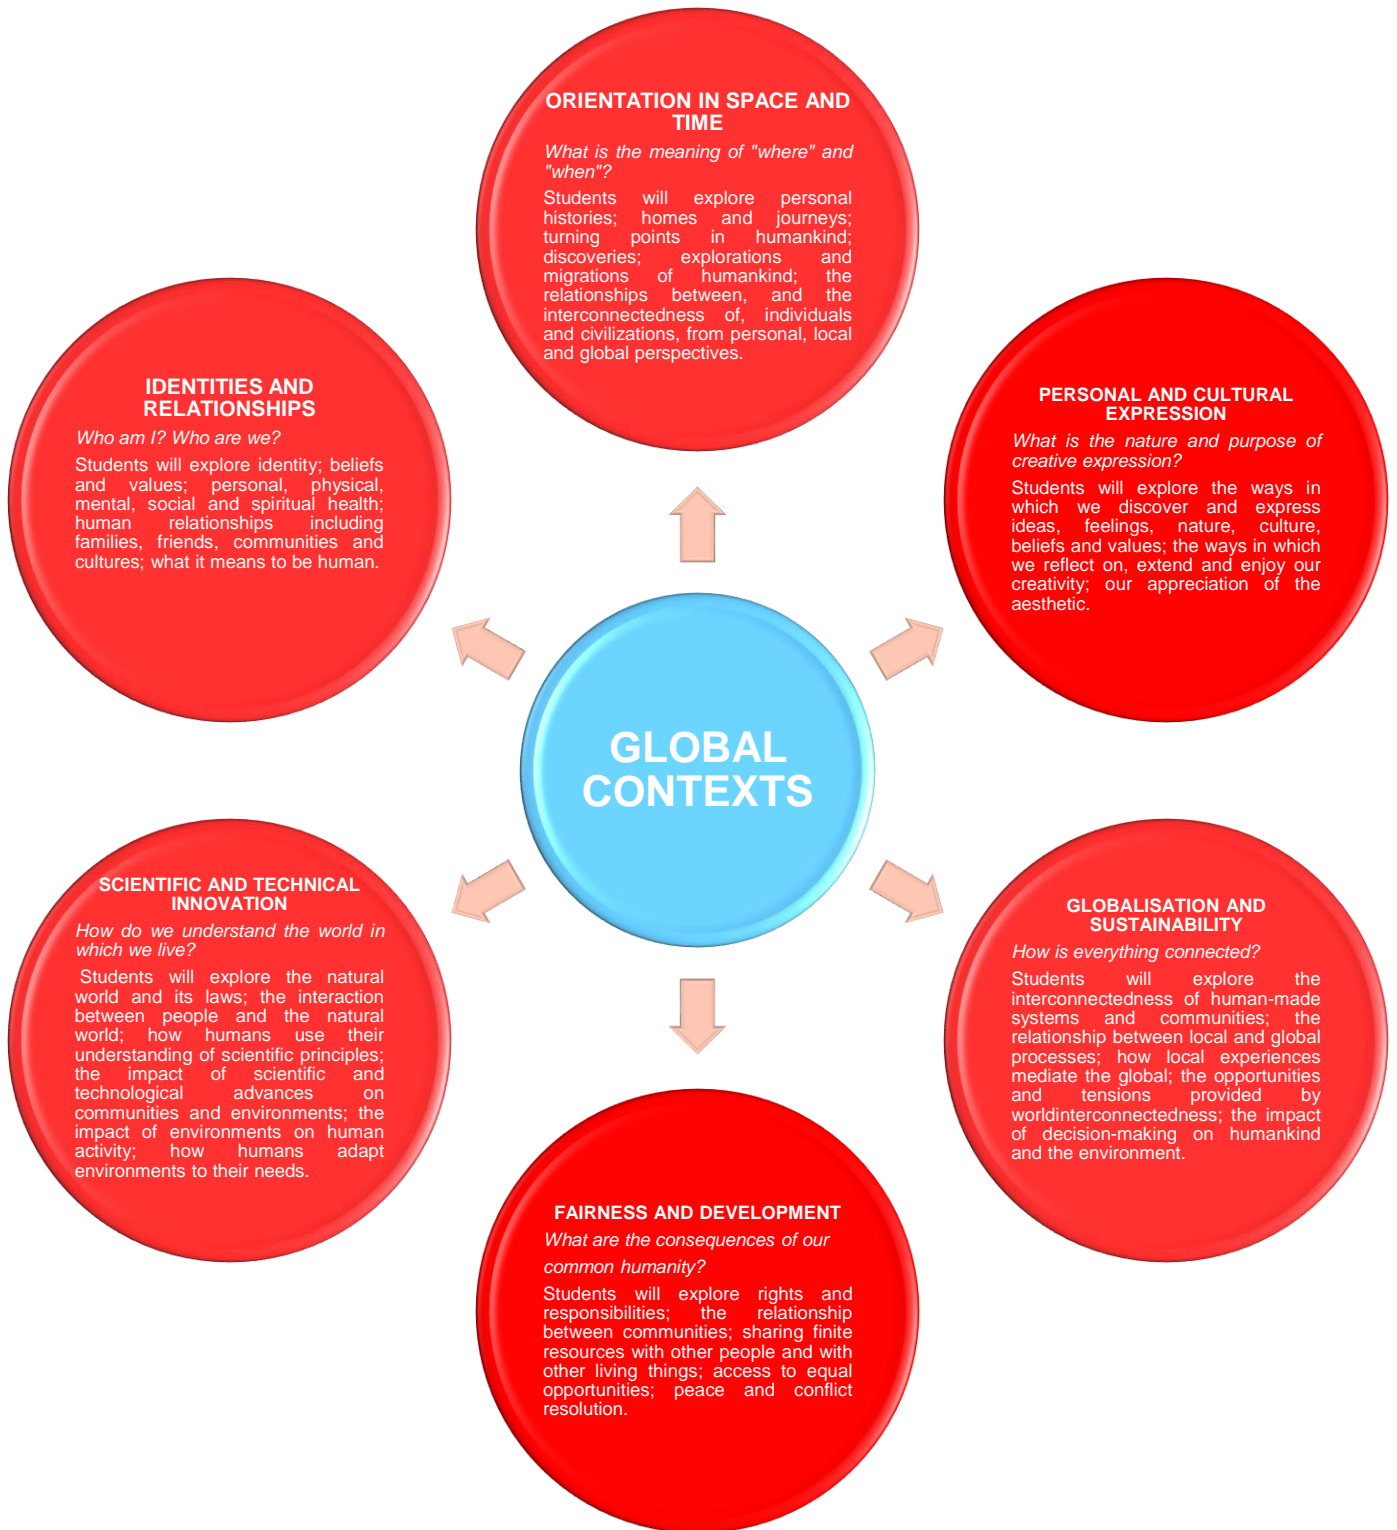 ORIENTATION IN SPACE AND
TIME
What is the meaning of "where" and
"when"?
Students will explore personal
histories; homes and journeys;
turning points in humankind;
discoveries; explorations and
migrations of humankind; the
relationships between, and the
interconnectedness of, individuals
and civilizations, from personal, local
and global perspectives.
PERSONAL AND CULTURAL
EXPRESSION
What is the nature and purpose of
creative expression?
Students will explore the ways in
which we discover and express
ideas, feelings, nature, culture,
beliefs and values; the ways in which
we reflect on, extend and enjoy our
creativity; our appreciation of the
aesthetic.
GLOBALISATION AND
SUSTAINABILITY
How is everything connected?
Students will explore the
interconnectedness of human-made
systems and communities; the
relationship between local and global
processes; how local experiences
mediate the global; the opportunities
and tensions provided by
worldinterconnectedness; the impact
of decision-making on humankind
and the environment.
FAIRNESS AND DEVELOPMENT
What are the consequences of our
common humanity?
Students will explore rights and
responsibilities; the relationship
between communities; sharing finite
resources with other people and with
other living things; access to equal
opportunities; peace and conflict
resolution.
SCIENTIFIC AND TECHNICAL
INNOVATION
How do we understand the world in
which we live?
Students will explore the natural
world and its laws; the interaction
between people and the natural
world; how humans use their
understanding of scientific principles;
the impact of scientific and
technological advances on
communities and environments; the
impact of environments on human
activity; how humans adapt
environments to their needs.
IDENTITIES AND
RELATIONSHIPS
Who am I? Who are we?
Students will explore identity; beliefs
and values; personal, physical,
mental, social and spiritual health;
human relationships including
families, friends, communities and
cultures; what it means to be human.
GLOBAL
CONTEXTS